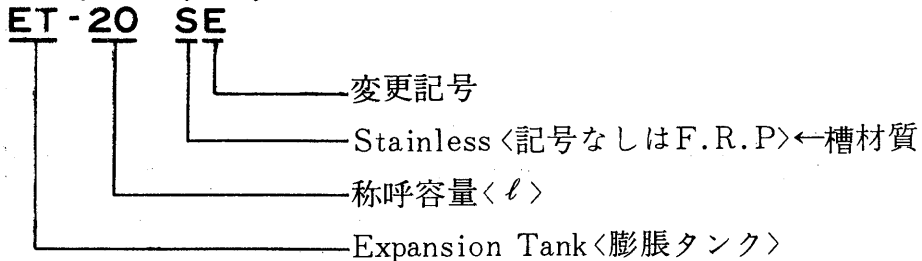 ET-20 SE
変更記号
Stainless〈記号なしはF.R.P〉←槽材質
称呼容量〈ℓ〉
Expansion Tank〈膨脹タンク〉